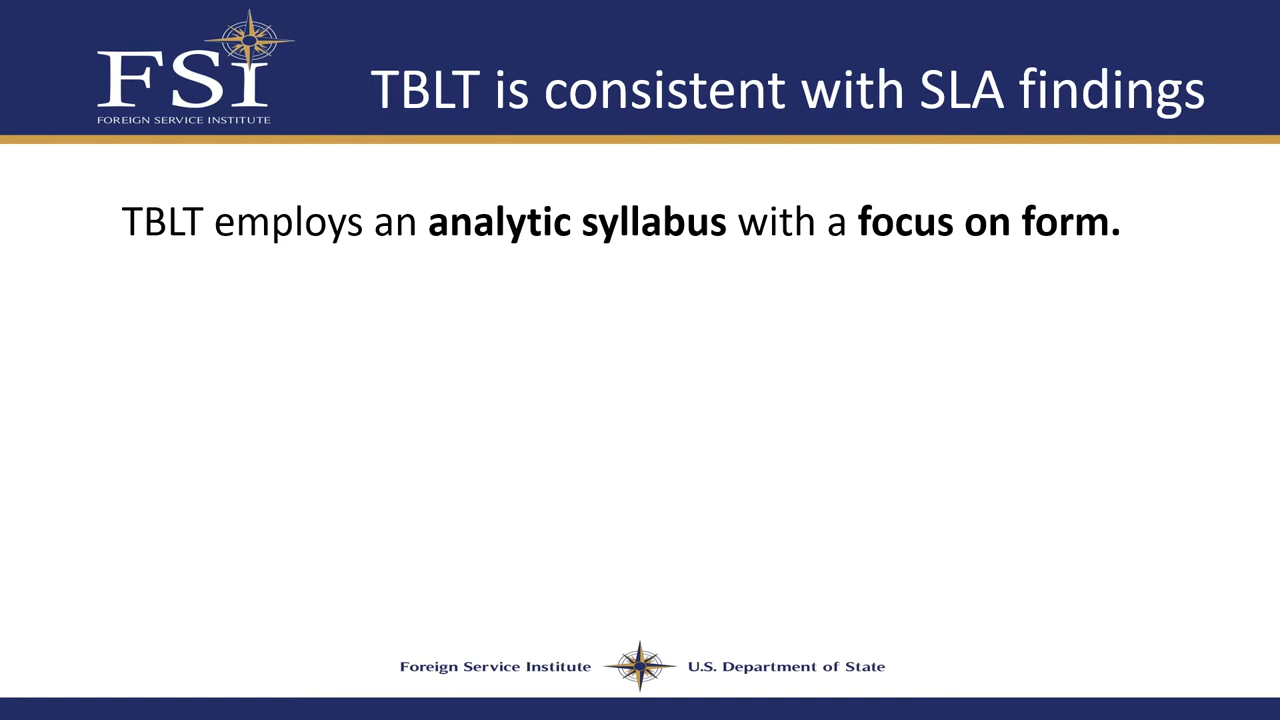 FSI
FOREIGN SERVICE INSTITUTE
TBLT is consistent with SLA findings
TBLT employs an analytic syllabus with a focus on form.
Foreign Service Institute U.S. Department of State